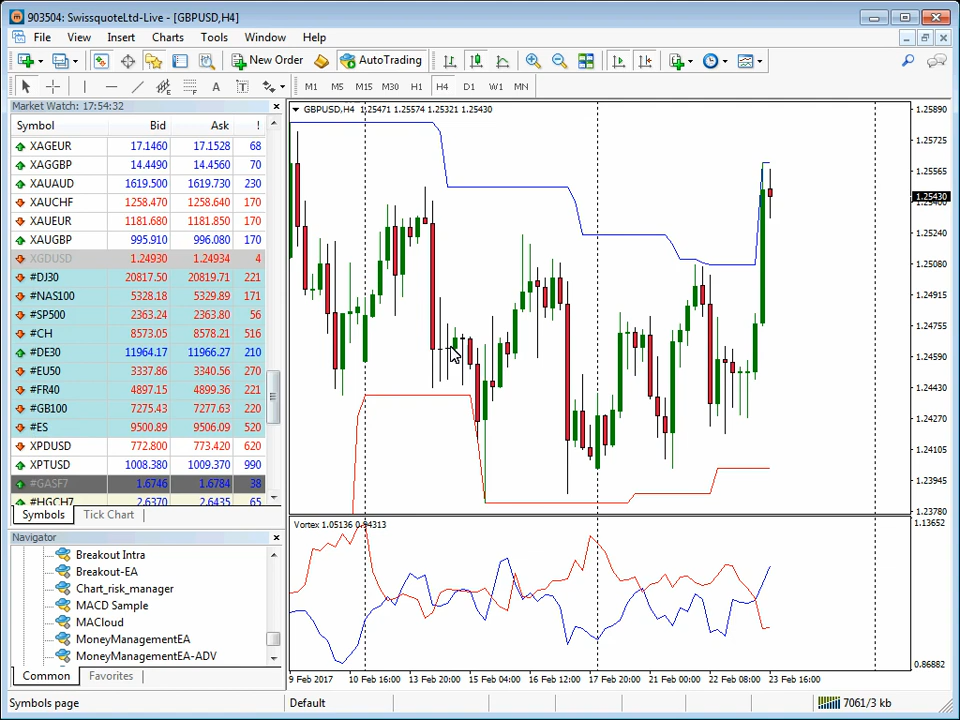 903504: SwissquoteLtd-Live - [GBPUSD,H4]
File View Insert Charts Tools Window Help
New Order AutoTrading
A T M1 M5 M15 M30 H1 H4 D1 W1 MN
Market Watch: 17:54:32
Symbol Bid Ask !
XAGEUR 17.1460 17.1528 68
XAGGBP 14.4490 14.4560 70
XAUAUD 1619.500 1619.730 230
XAUCHF 1258.470 1258.640 170
XAUEUR 1181.680 1181.850 170
XAUGBP 995.910 996.080 170
XGDUSD 1.24930 1.24934 4
#DJ30 20817.50 20819.71 221
#NAS100 5328.18 5329.89 171
#SP500 2363.24 2363.80 56
#CH 8573.05 8578.21 516
#DE30 11964.17 11966.27 210
#EU50 3337.86 3340.56 270
#FR40 4897.15 4899.36 221
#GB100 7275.43 7277.63 220
#ES 9500.89 9506.09 520
XPDUSD 772.800 773.420 620
XPTUSD 1008.380 1009.370 990
#GASF7 1.6746 1.6784 38
#HGCH7 2.6370 2.6435 65
Symbols Tick Chart
Navigator
Breakout Intra
Breakout-EA
Chart_risk_manager
MACD Sample
MACloud
MoneyManagementEA
MoneyManagementEA-ADV
Common Favorites
Symbols page
GBPUSD,H4 1.25471 1.25574 1.25321 1.25430
1.25890
1.25725
1.25565
1.25430
1.25240
1.25080
1.24915
1.24755
1.24590
1.24430
1.24270
1.24105
1.23945
1.23780
Vortex 1.05136 0.94313
1.13652
0.86882
9 Feb 2017 10 Feb 16:00 13 Feb 20:00 15 Feb 04:00 16 Feb 12:00 17 Feb 20:00 21 Feb 00:00 22 Feb 08:00 23 Feb 16:00
Default
7061/3 kb